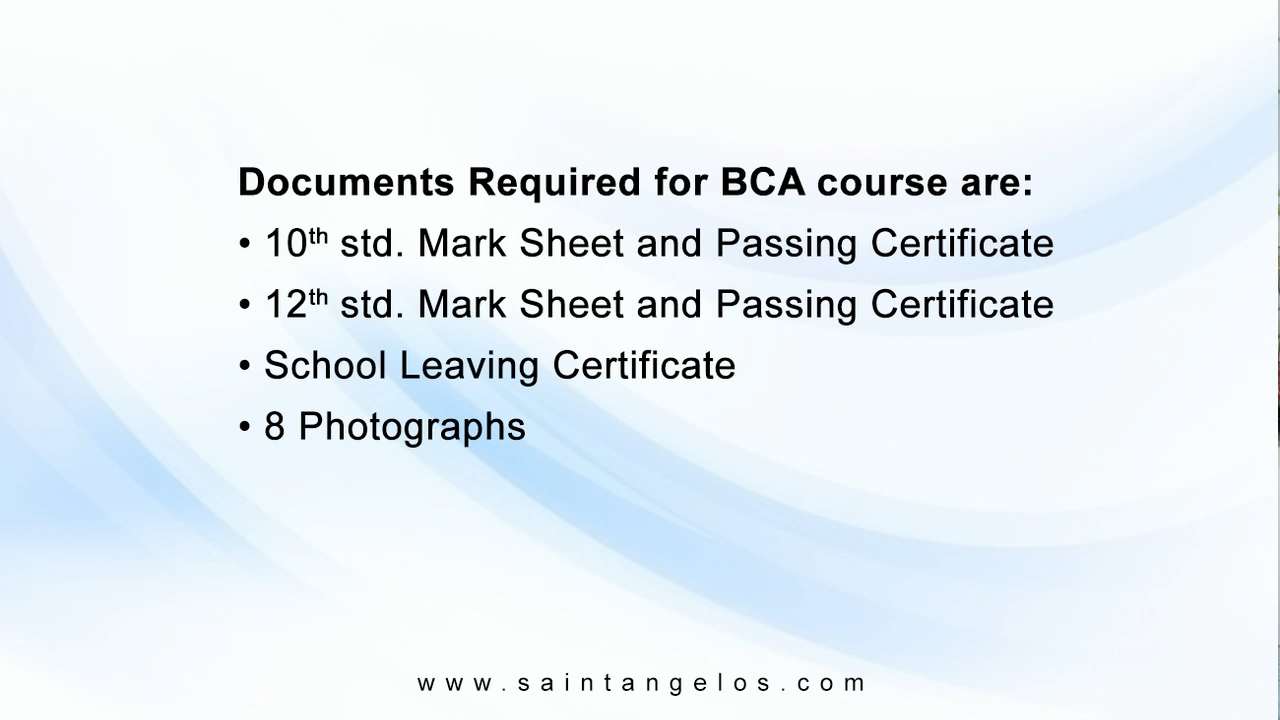 Documents Required for BCA course are:
• 10th std. Mark Sheet and Passing Certificate
• 12th std. Mark Sheet and Passing Certificate
• School Leaving Certificate
• 8 Photographs
www.saintangelos.com